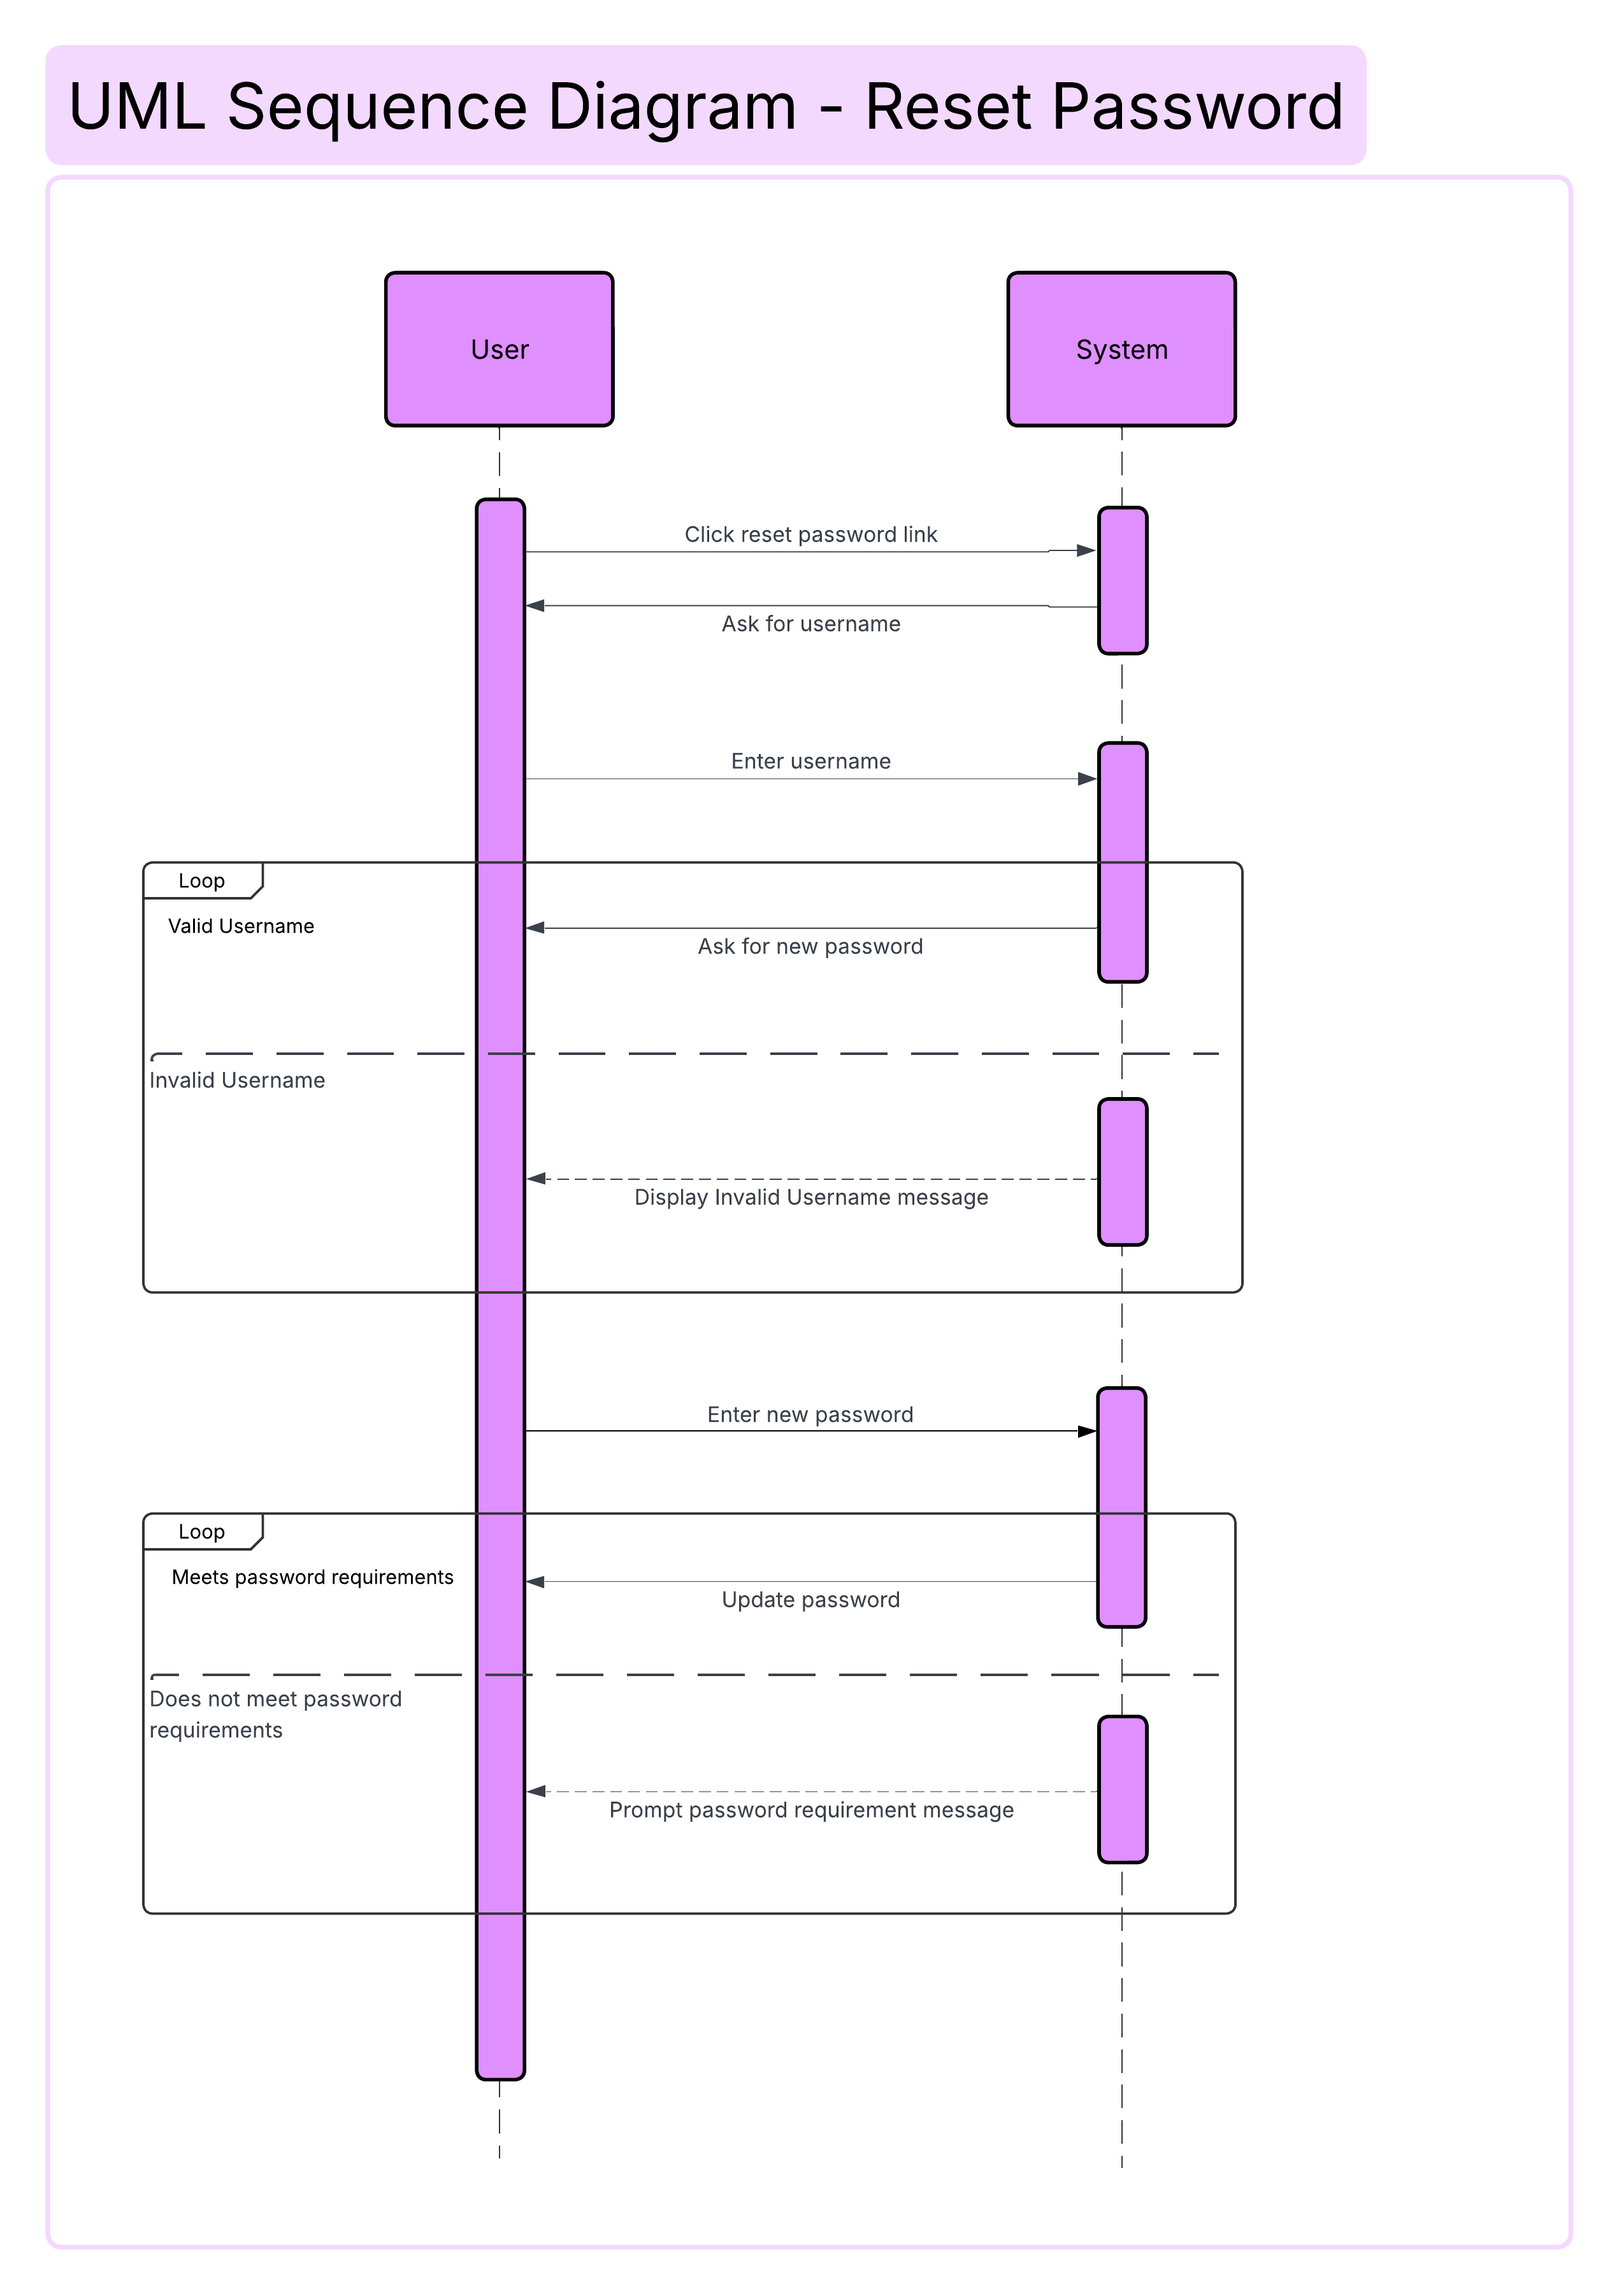 UML Sequence Diagram - Reset Password
User
System
Click reset password link
Ask for username
Enter username
Loop
Valid Username
Ask for new password
Invalid Username
Display Invalid Username message
Enter new password
Loop
Meets password requirements
Update password
Does not meet password
requirements
Prompt password requirement message